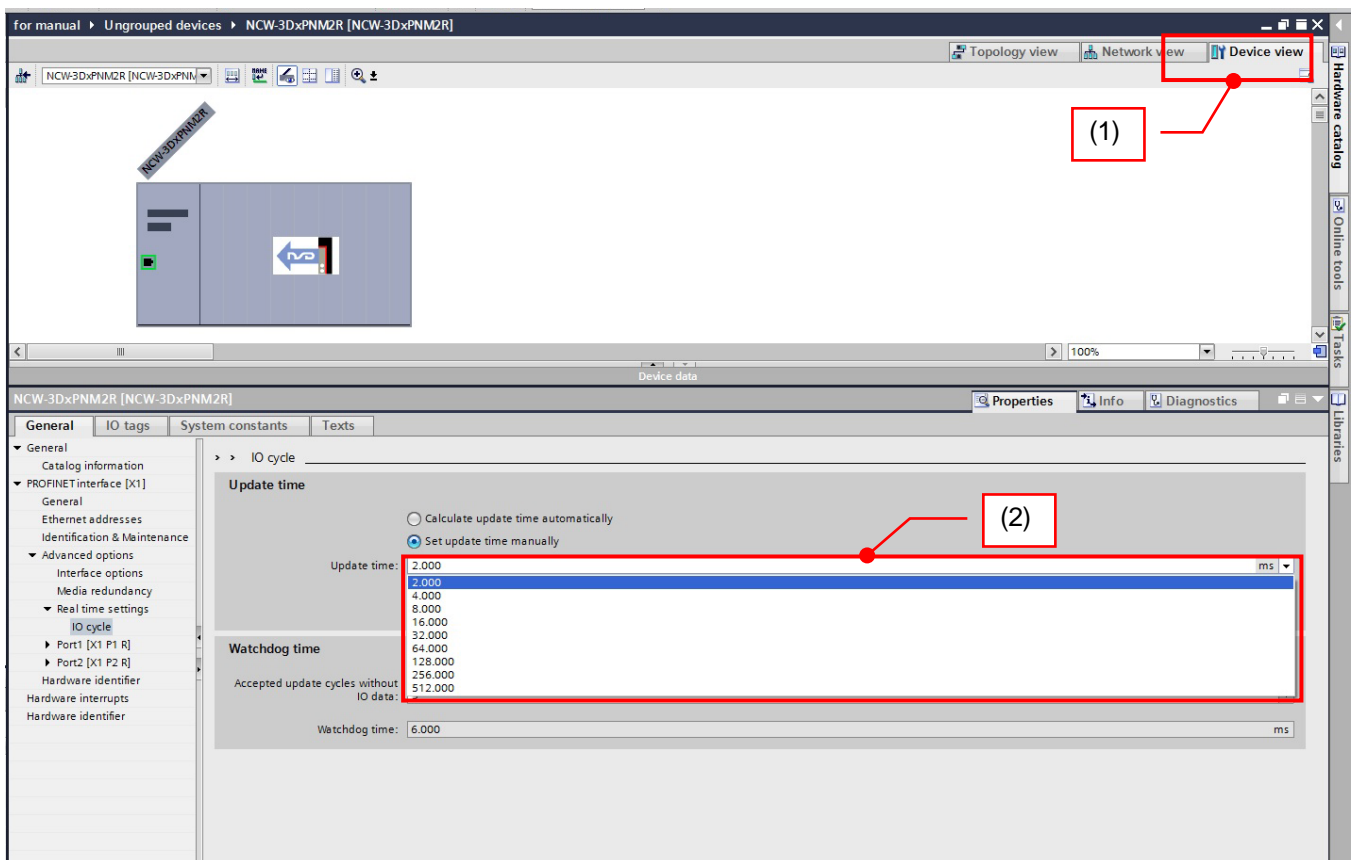 for manual ▸ Ungrouped devices ▸ NCW-3DxPNM2R [NCW-3DxPNM2R]
Topology view
Network view
Device view
NCW-3DxPNM2R [NCW-3DxPNM
NCW-3DxPNM2R
(1)
100%
Device data
Hardware catalog
Online tools
Tasks
Libraries
NCW-3DxPNM2R [NCW-3DxPNM2R]
Properties
Info
Diagnostics
General
IO tags
System constants
Texts
General
Catalog information
PROFINET interface [X1]
General
Ethernet addresses
Identification & Maintenance
Advanced options
Interface options
Media redundancy
Real time settings
IO cycle
Port1 [X1 P1 R]
Port2 [X1 P2 R]
Hardware identifier
Hardware interrupts
Hardware identifier
> > IO cycle
Update time
Calculate update time automatically
Set update time manually
(2)
Update time: 2.000 ms
2.000
4.000
8.000
16.000
32.000
64.000
128.000
256.000
512.000
Watchdog time
Accepted update cycles without
IO data:
Watchdog time: 6.000 ms